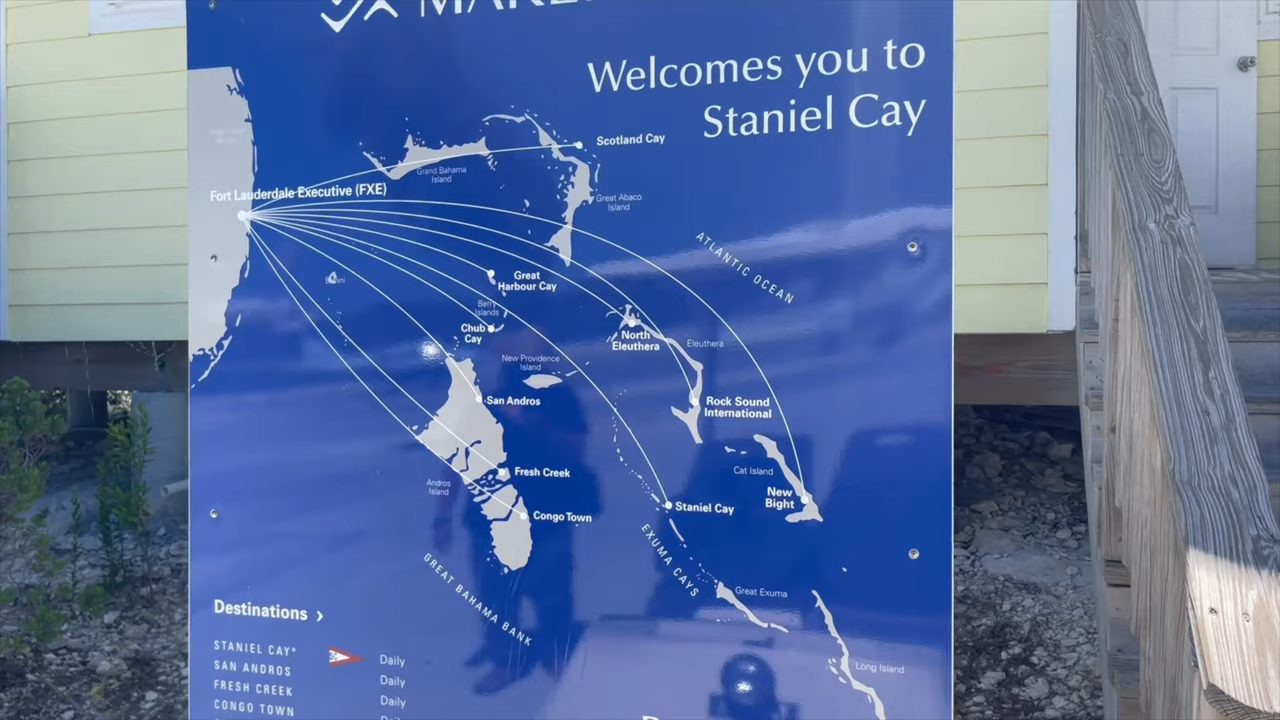 Welcomes you to
Staniel Cay
Scotland Cay
Grand Bahama
Island
Fort Lauderdale Executive (FXE)
Great Abaco
Island
ATLANTIC OCEAN
Great
Harbour Cay
Chub
Cay
North
Eleuthera
Eleuthera
New Providence
Island
San Andros
Rock Sound
International
Fresh Creek
Cat Island
Andros
Island
New
Bight
Staniel Cay
Congo Town
EXUMA CAYS
GREAT BAHAMA BANK
Great Exuma
Destinations ›
STANIEL CAY* Daily
SAN ANDROS Daily
FRESH CREEK Daily
CONGO TOWN Daily
Long Island